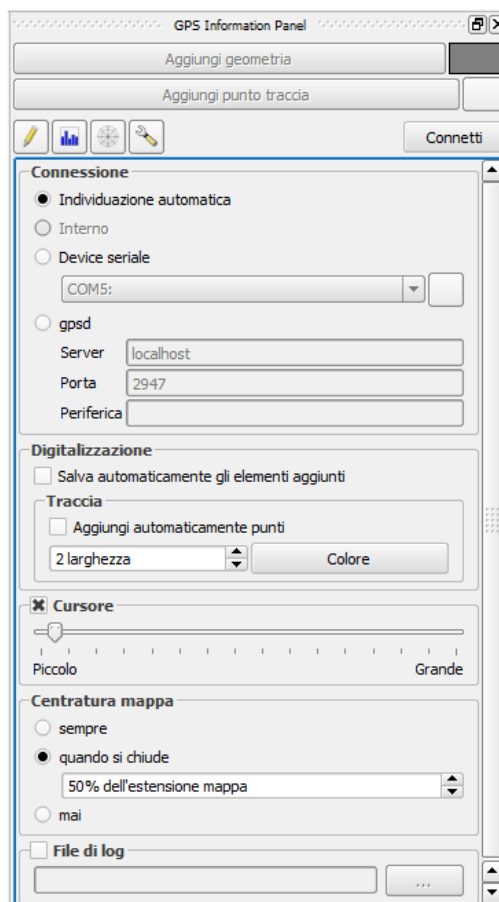 GPS Information Panel
Aggiungi geometria
Aggiungi punto traccia
Connetti
Connessione
Individuazione automatica
Interno
Device seriale
COM5:
gpsd
Server localhost
Porta 2947
Periferica
Digitalizzazione
Salva automaticamente gli elementi aggiunti
Traccia
Aggiungi automaticamente punti
2 larghezza Colore
Cursore
Piccolo Grande
Centratura mappa
sempre
quando si chiude
50% dell'estensione mappa
mai
File di log
...